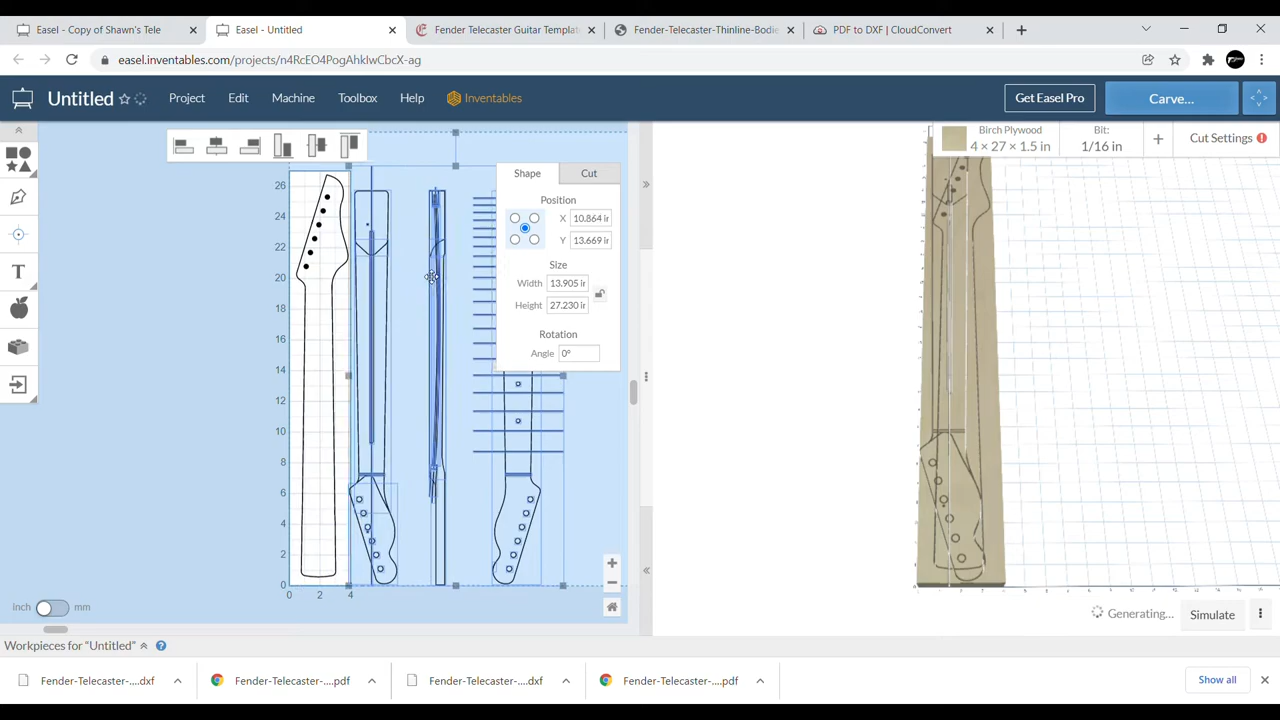 Easel - Copy of Shawn's Tele
Easel - Untitled
Fender Telecaster Guitar Templat
Fender-Telecaster-Thinline-Bodie
PDF to DXF | CloudConvert
easel.inventables.com/projects/n4RcEO4PogAhkIwCbcX-ag
Untitled
Project
Edit
Machine
Toolbox
Help
Inventables
Get Easel Pro
Carve...
Birch Plywood
4 × 27 × 1.5 in
Bit:
1/16 in
Cut Settings
Shape
Cut
Position
X 10.864 ir
Y 13.669 ir
Size
Width 13.905 ir
Height 27.230 ir
Rotation
Angle 0°
26
24
22
20
18
16
14
12
10
8
6
4
2
0
0 2 4
T
Inch
mm
Generating...
Simulate
Workpieces for “Untitled”
Fender-Telecaster-....dxf
Fender-Telecaster-....pdf
Fender-Telecaster-....dxf
Fender-Telecaster-....pdf
Show all